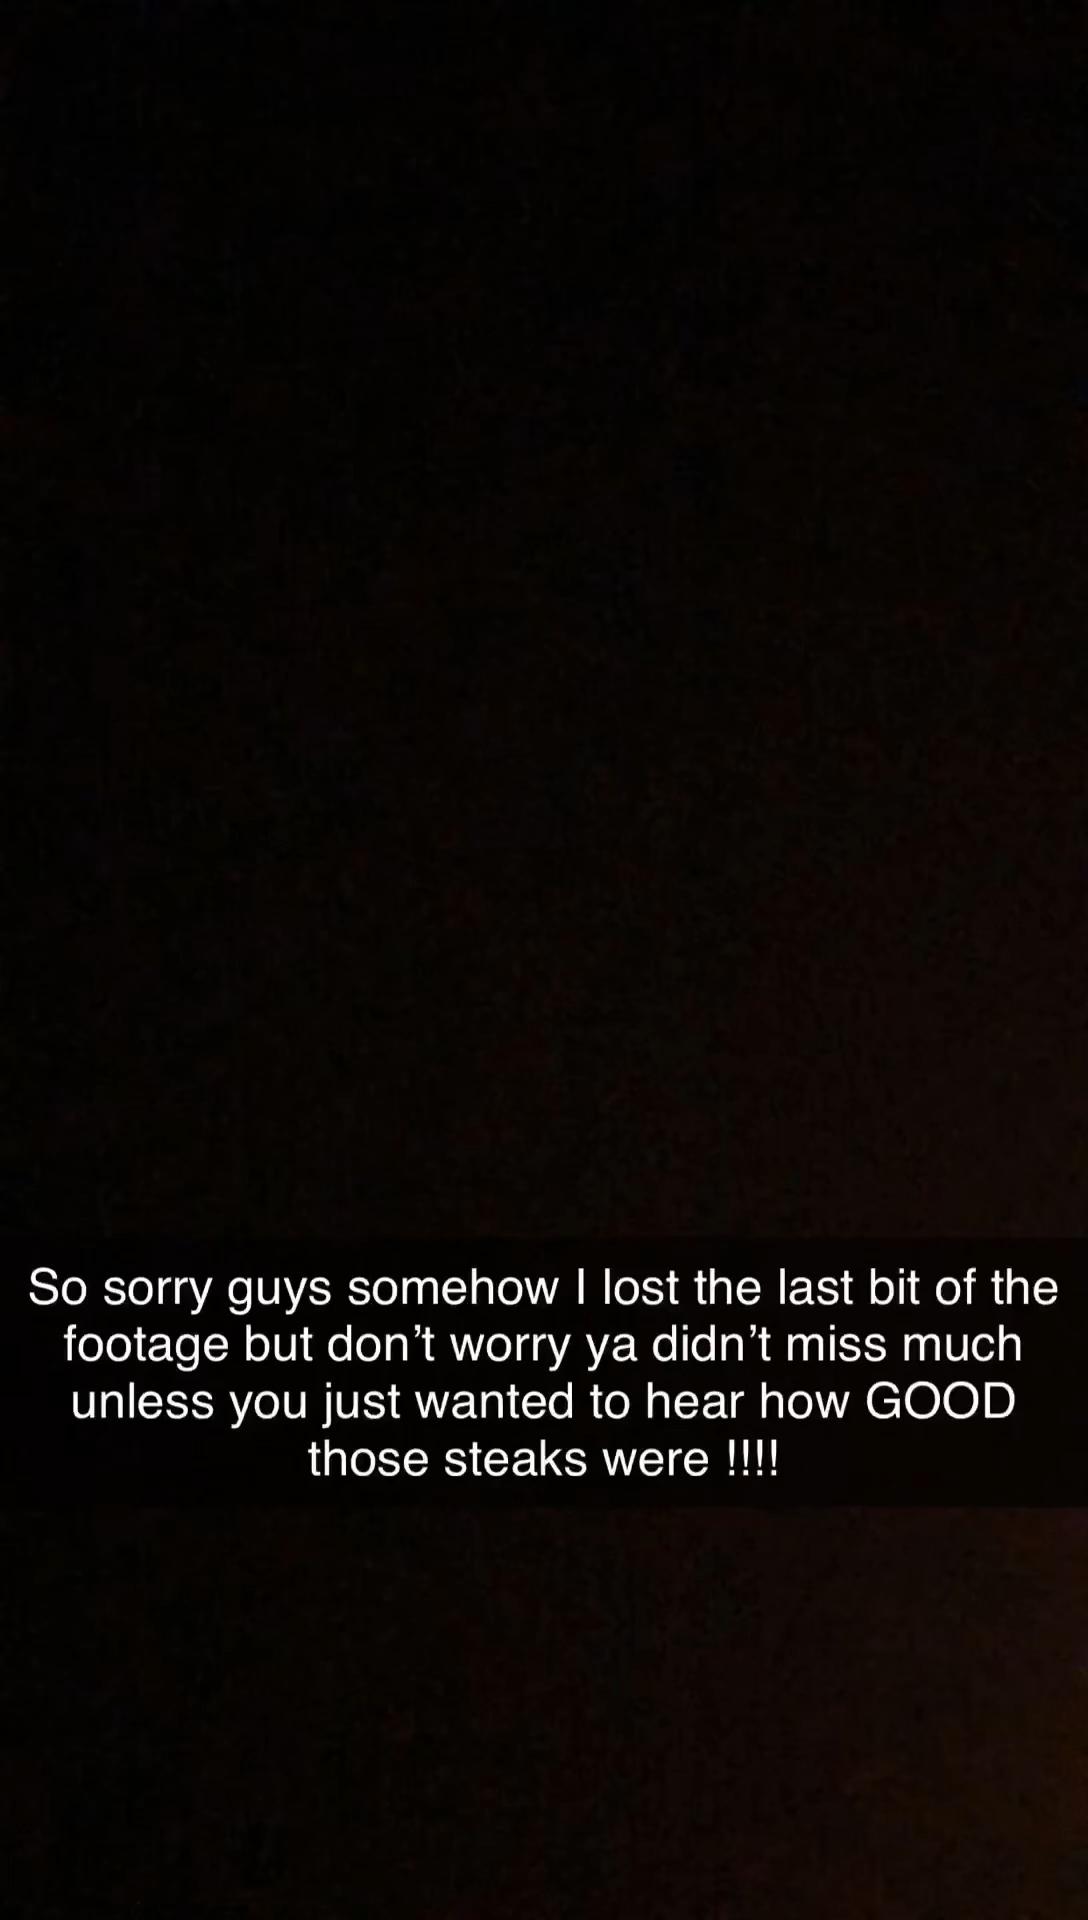 So sorry guys somehow I lost the last bit of the
footage but don’t worry ya didn’t miss much
unless you just wanted to hear how GOOD
those steaks were !!!!